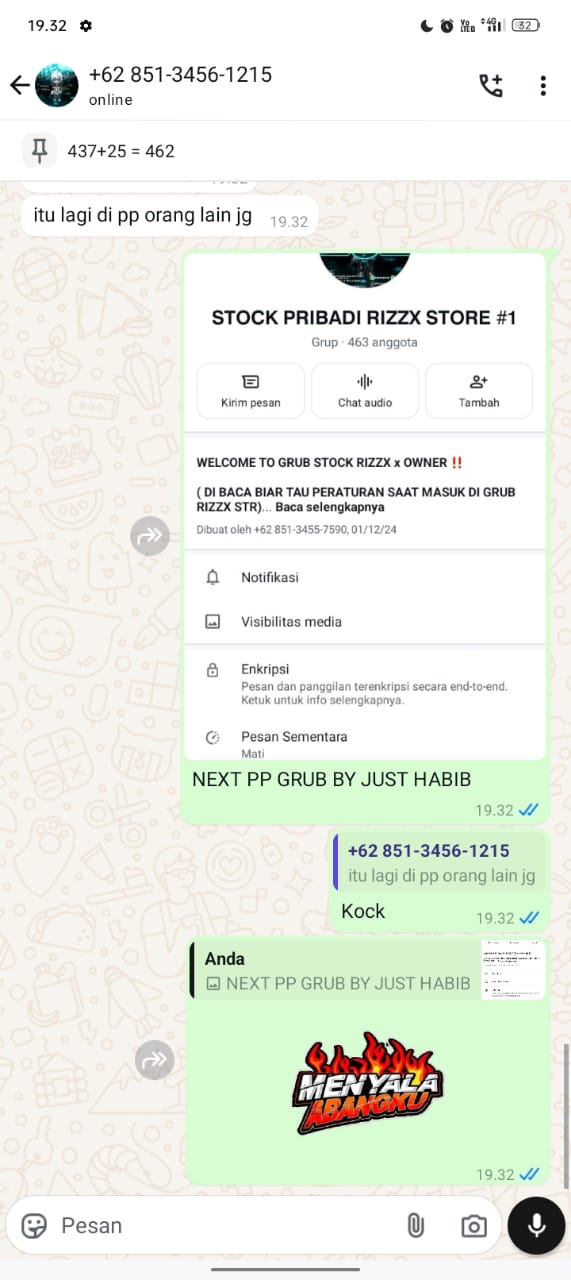 19.32
Vo
LTED
4G
32
+62 851-3456-1215
online
437+25 = 462
itu lagi di pp orang lain jg 19.32
STOCK PRIBADI RIZZX STORE #1
Grup · 463 anggota
Kirim pesan
Chat audio
Tambah
WELCOME TO GRUB STOCK RIZZX x OWNER ‼️
( DI BACA BIAR TAU PERATURAN SAAT MASUK DI GRUB
RIZZX STR)... Baca selengkapnya
Dibuat oleh +62 851-3455-7590, 01/12/24
Notifikasi
Visibilitas media
Enkripsi
Pesan dan panggilan terenkripsi secara end-to-end.
Ketuk untuk info selengkapnya.
Pesan Sementara
Mati
NEXT PP GRUB BY JUST HABIB
19.32
+62 851-3456-1215
itu lagi di pp orang lain jg
Kock 19.32
Anda
NEXT PP GRUB BY JUST HABIB
MENYALA
ABANGKU
19.32
Pesan